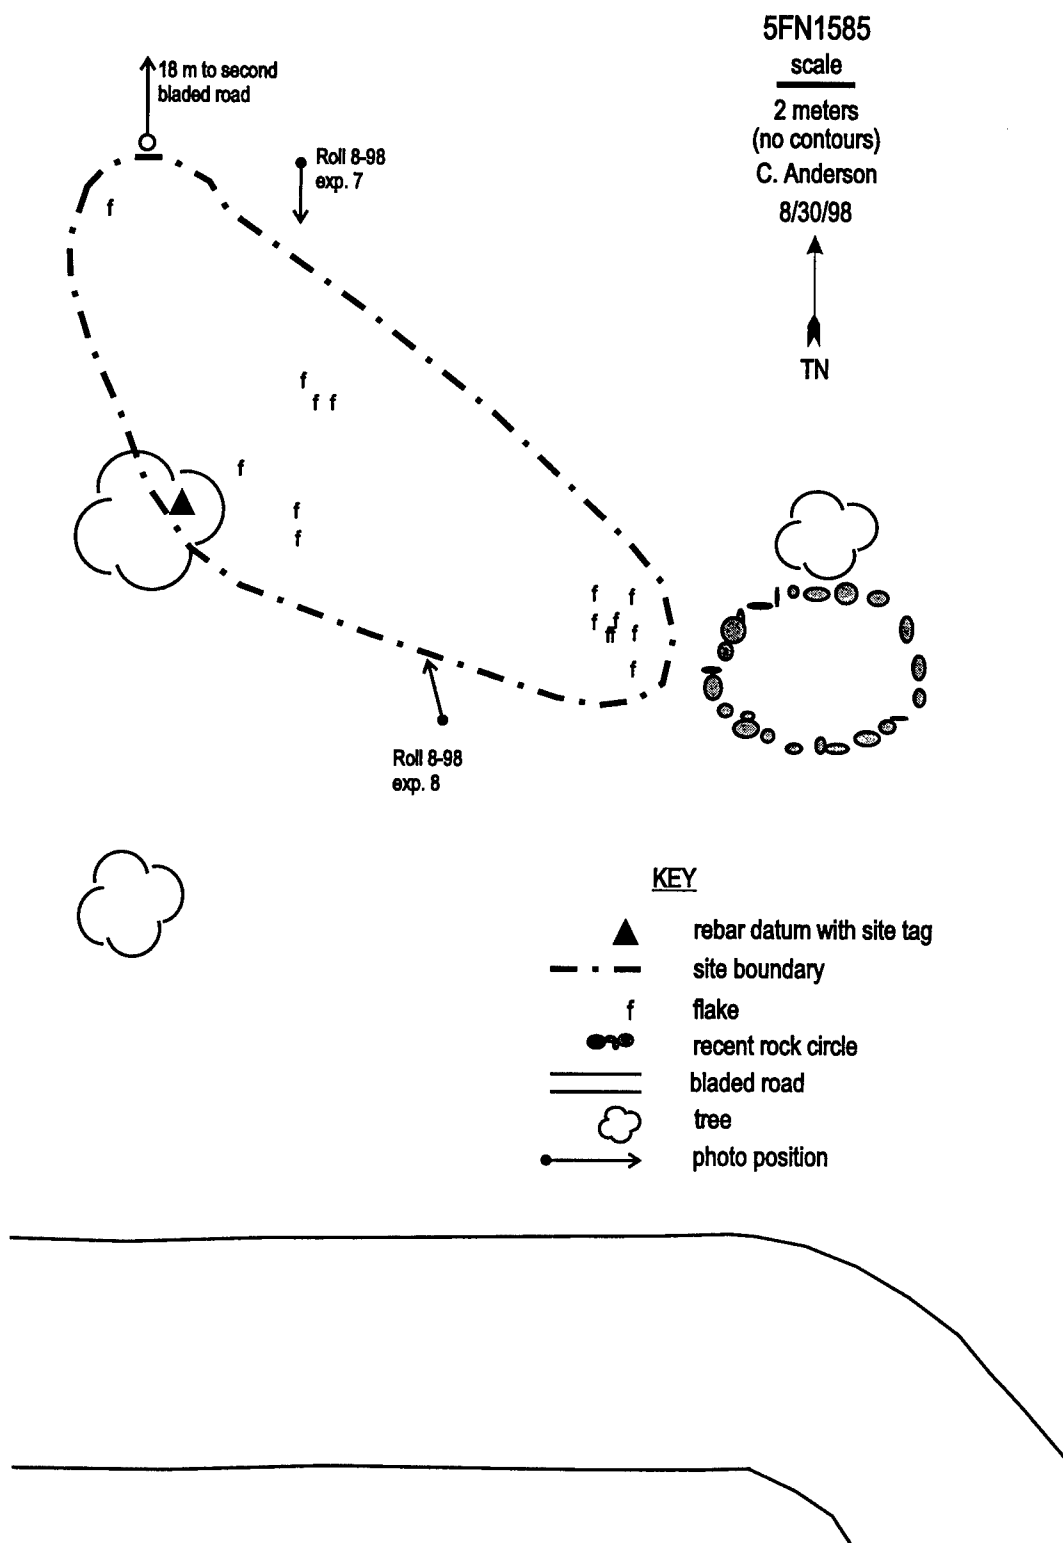 5FN1585
scale
2 meters
(no contours)
C. Anderson
8/30/98
TN
18 m to second
bladed road
Roll 8-98
exp. 7
f
f
f f
f
f
f
f f
f f
ff f
f
Roll 8-98
exp. 8
KEY
rebar datum with site tag
site boundary
f flake
recent rock circle
bladed road
tree
photo position